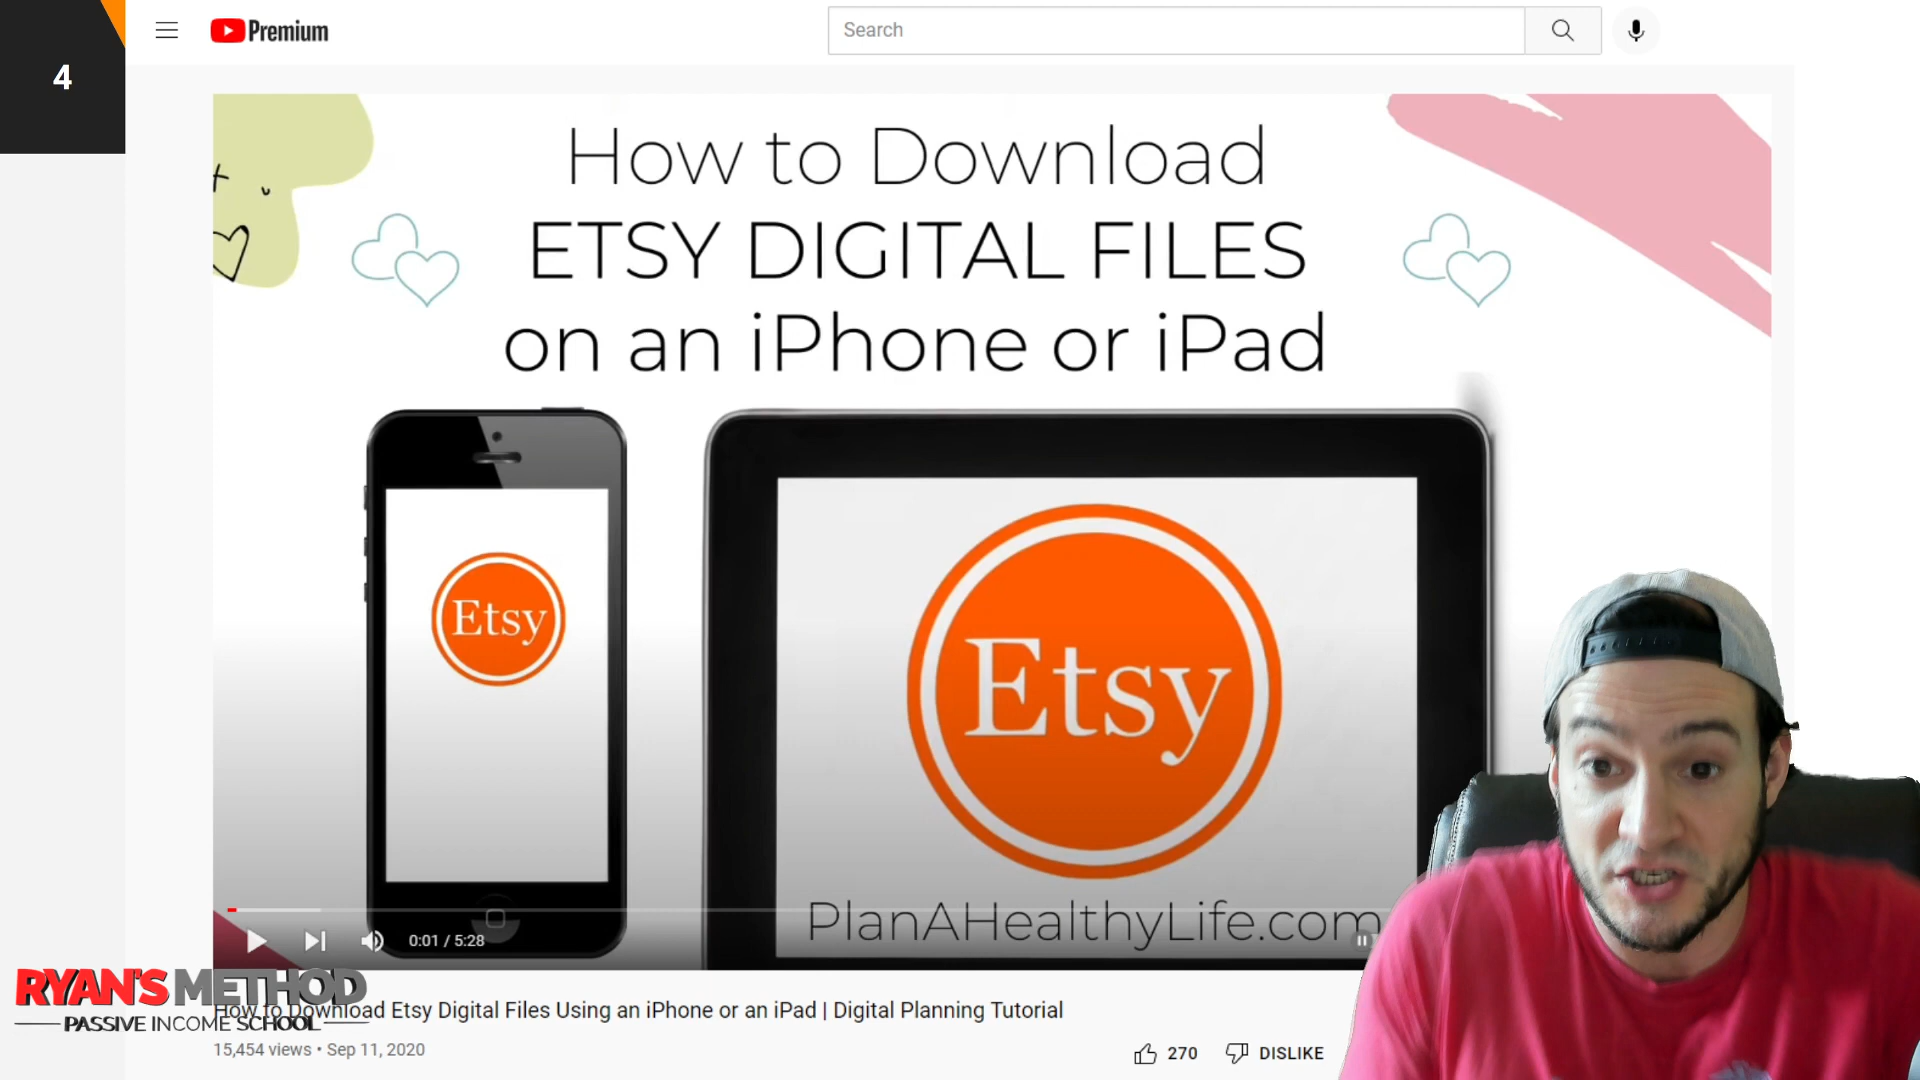 4
Premium
Search
How to Download
ETSY DIGITAL FILES
on an iPhone or iPad
Etsy
Etsy
PlanAHealthyLife.com
0:01 / 5:28
RYAN'S METHOD
PASSIVE INCOME SCHOOL
How to Download Etsy Digital Files Using an iPhone or an iPad | Digital Planning Tutorial
15,454 views • Sep 11, 2020
270
DISLIKE